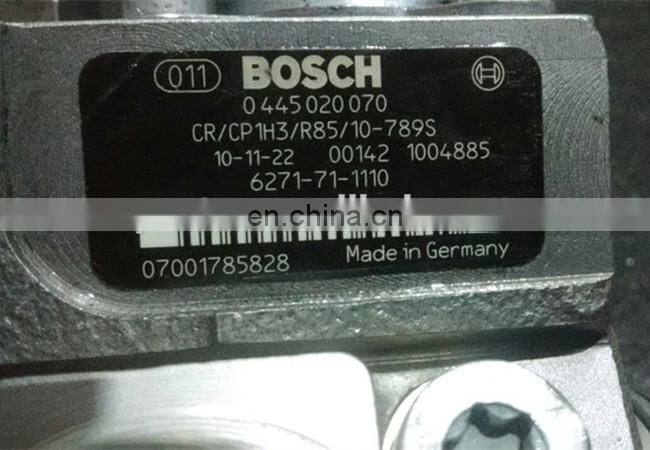 011 BOSCH
0 445 020 070
CR/CP1H3/R85/10-789S
10-11-22 00142 1004885
6271-71-1110
en.china.cn
07001785828 Made in Germany